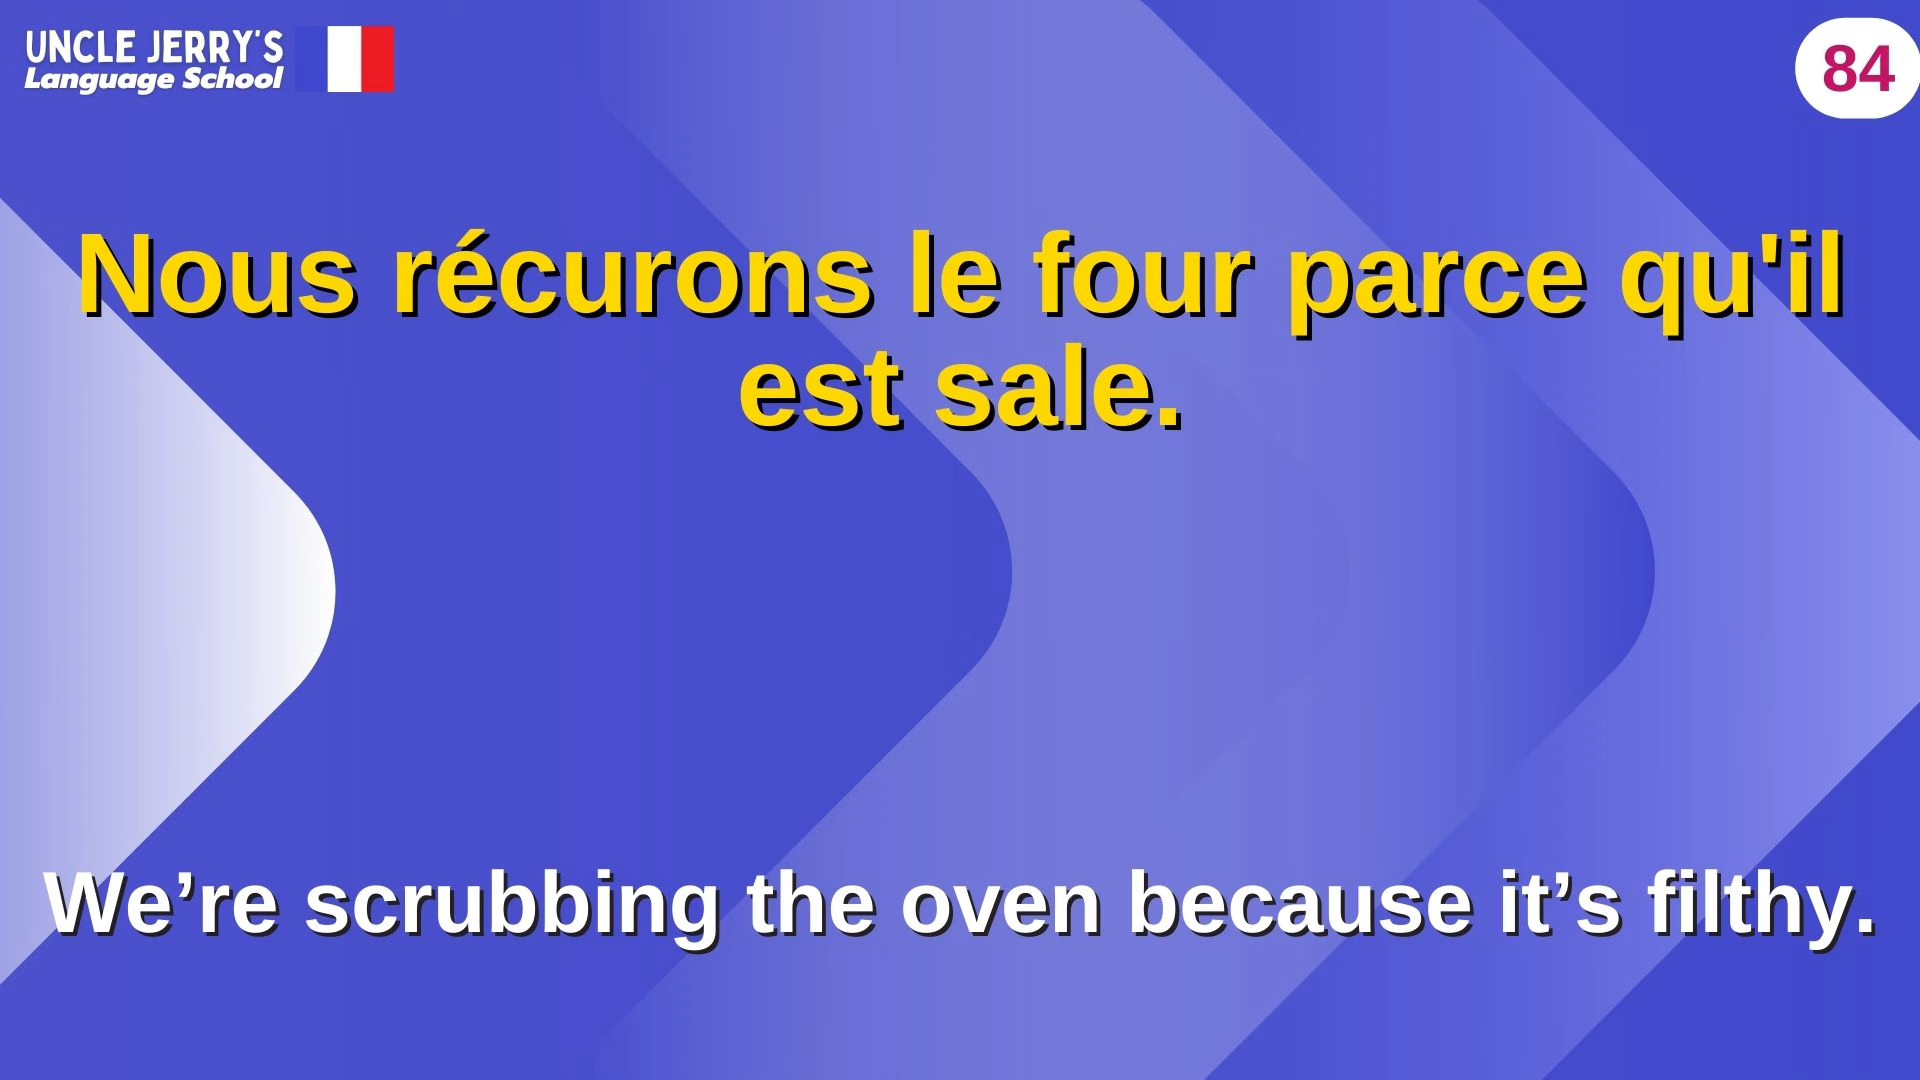 UNCLE JERRY'S
Language School
84
Nous récurons le four parce qu'il
est sale.
We’re scrubbing the oven because it’s filthy.